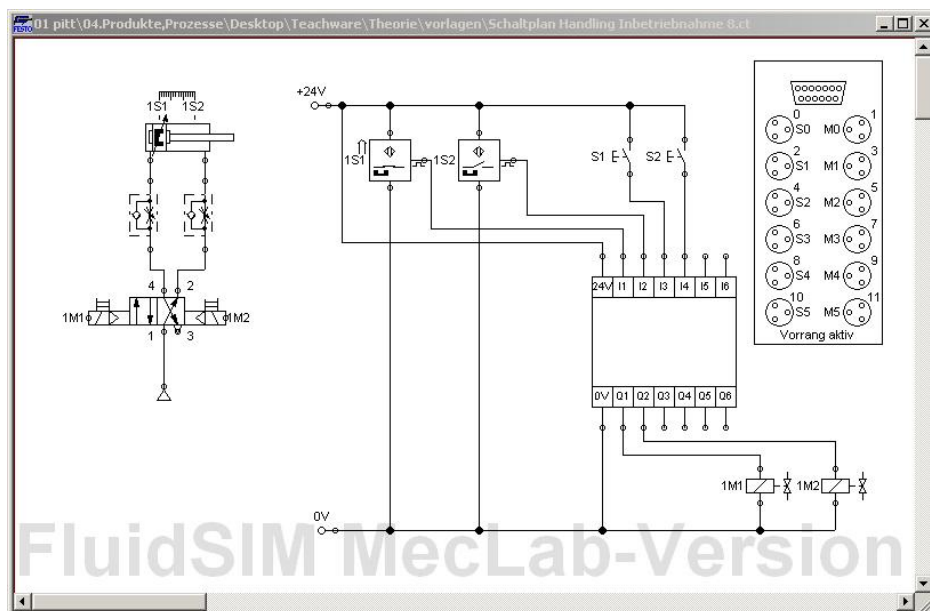 FESTO 01 pitt\04.Produkte,Prozesse\Desktop\Teachware\Theorie\vorlagen\Schaltplan Handling Inbetriebnahme 8.ct
+24V
1S1 1S2
1S1 1S2 S1 S2
4 2
1M1 1M2
1 3
24V I1 I2 I3 I4 I5 I6
0V Q1 Q2 Q3 Q4 Q5 Q6
1M1 1M2
0V
0 1
S0 M0
2 3
S1 M1
4 5
S2 M2
6 7
S3 M3
8 9
S4 M4
10 11
S5 M5
Vorrang aktiv
FluidSIM MecLab-Version